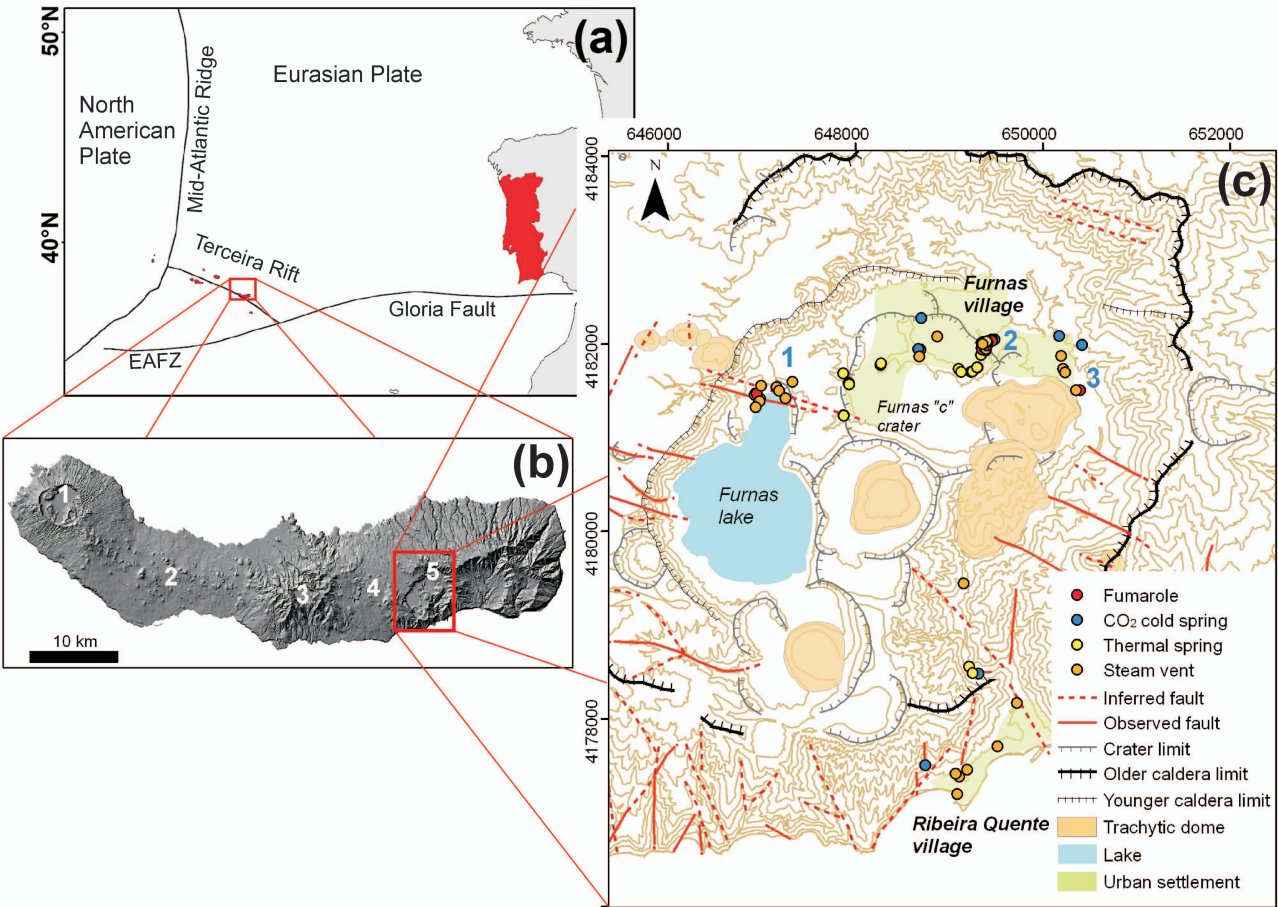 (a)
50°N
40°N
North
American
Plate
Mid-Atlantic Ridge
Eurasian Plate
Terceira Rift
Gloria Fault
EAFZ
(b)
1
2
3
4
5
10 km
(c)
646000
648000
650000
652000
4184000
4182000
4180000
4178000
N
Furnas
village
1
2
3
Furnas "c"
crater
Furnas
lake
Ribeira Quente
village
Fumarole
CO₂ cold spring
Thermal spring
Steam vent
Inferred fault
Observed fault
Crater limit
Older caldera limit
Younger caldera limit
Trachytic dome
Lake
Urban settlement